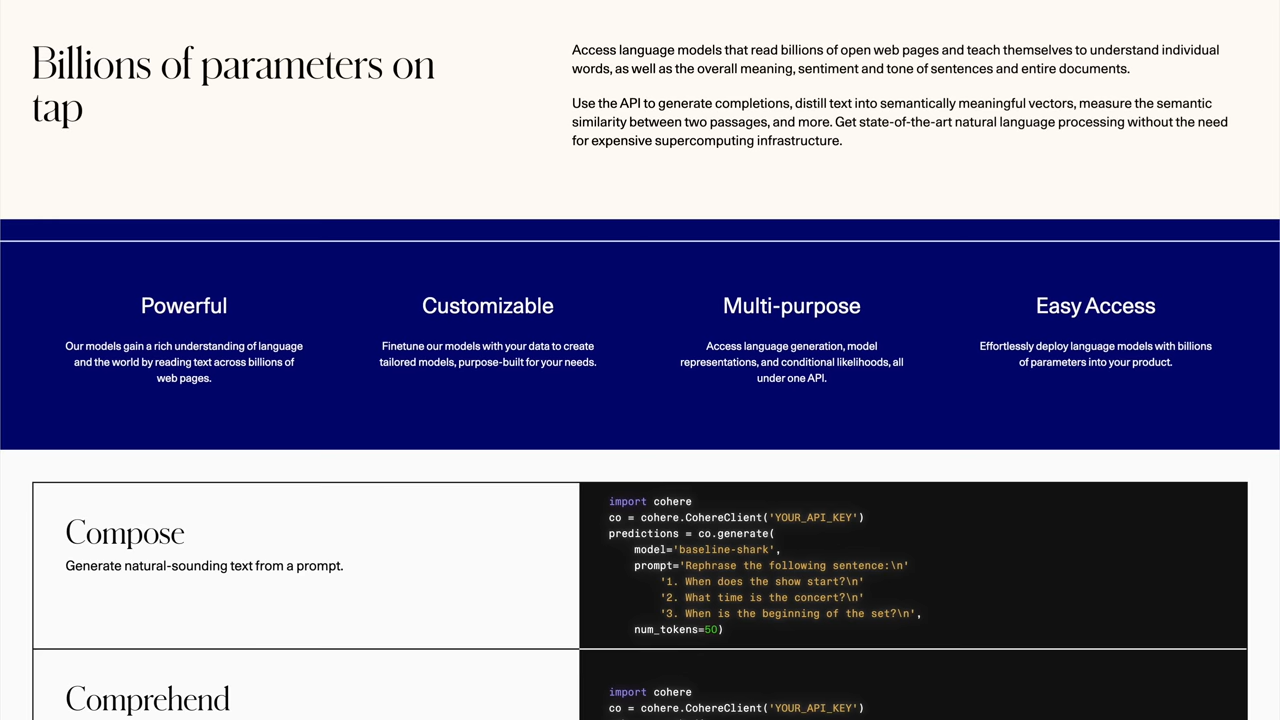 Billions of parameters on
tap
Access language models that read billions of open web pages and teach themselves to understand individual
words, as well as the overall meaning, sentiment and tone of sentences and entire documents.
Use the API to generate completions, distill text into semantically meaningful vectors, measure the semantic
similarity between two passages, and more. Get state-of-the-art natural language processing without the need
for expensive supercomputing infrastructure.
Powerful
Our models gain a rich understanding of language
and the world by reading text across billions of
web pages.
Customizable
Finetune our models with your data to create
tailored models, purpose-built for your needs.
Multi-purpose
Access language generation, model
representations, and conditional likelihoods, all
under one API.
Easy Access
Effortlessly deploy language models with billions
of parameters into your product.
Compose
Generate natural-sounding text from a prompt.
import cohere
co = cohere.CohereClient('YOUR_API_KEY')
predictions = co.generate(
    model='baseline-shark',
    prompt='Rephrase the following sentence:\n'
        '1. When does the show start?\n'
        '2. What time is the concert?\n'
        '3. When is the beginning of the set?\n',
    num_tokens=50)
Comprehend
import cohere
co = cohere.CohereClient('YOUR_API_KEY')